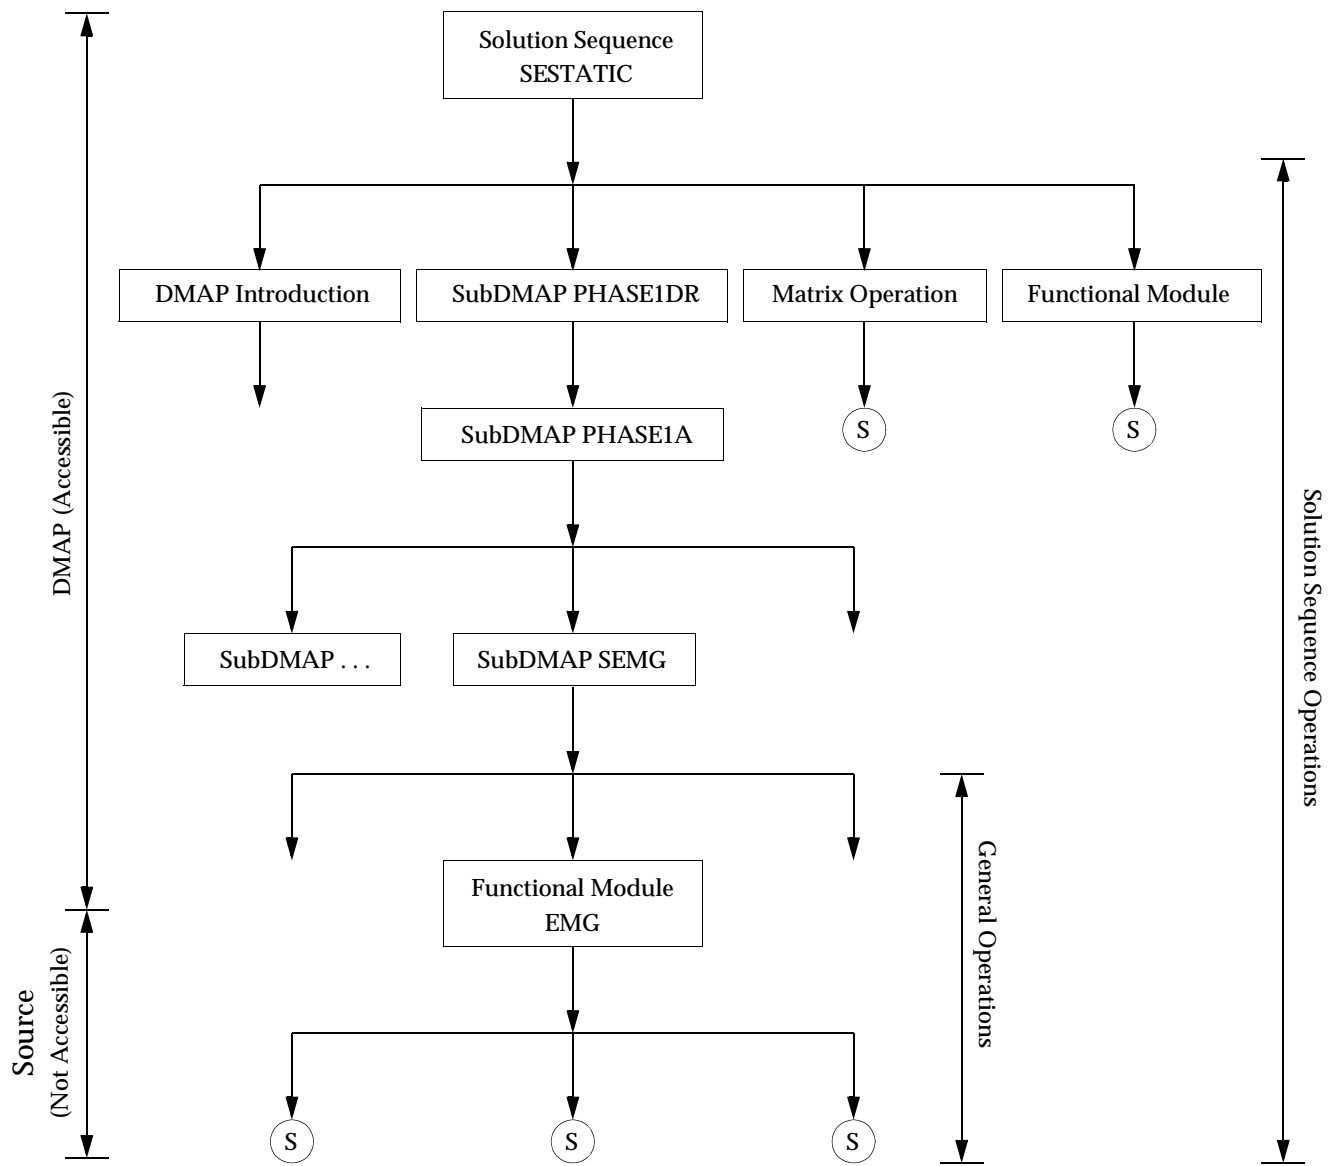 Solution Sequence
SESTATIC
DMAP Introduction
SubDMAP PHASE1DR
Matrix Operation
Functional Module
SubDMAP PHASE1A
S
S
DMAP (Accessible)
Solution Sequence Operations
SubDMAP . . .
SubDMAP SEMG
Functional Module
EMG
General Operations
Source
(Not Accessible)
S
S
S